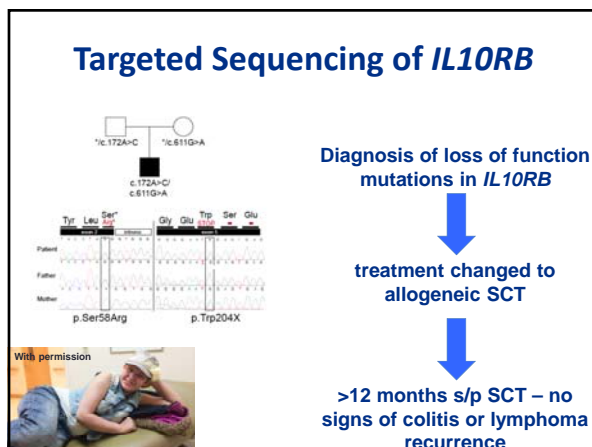 Targeted Sequencing of IL10RB
*/c.172A>C */c.611G>A
c.172A>C/
c.611G>A
Ser* Trp
Tyr Leu Arg* Gly Glu STOP Ser Glu
exon 2
Patient
Father
Mother
p.Ser58Arg p.Trp204X
With permission
Diagnosis of loss of function
mutations in IL10RB
treatment changed to
allogeneic SCT
>12 months s/p SCT – no
signs of colitis or lymphoma
recurrence